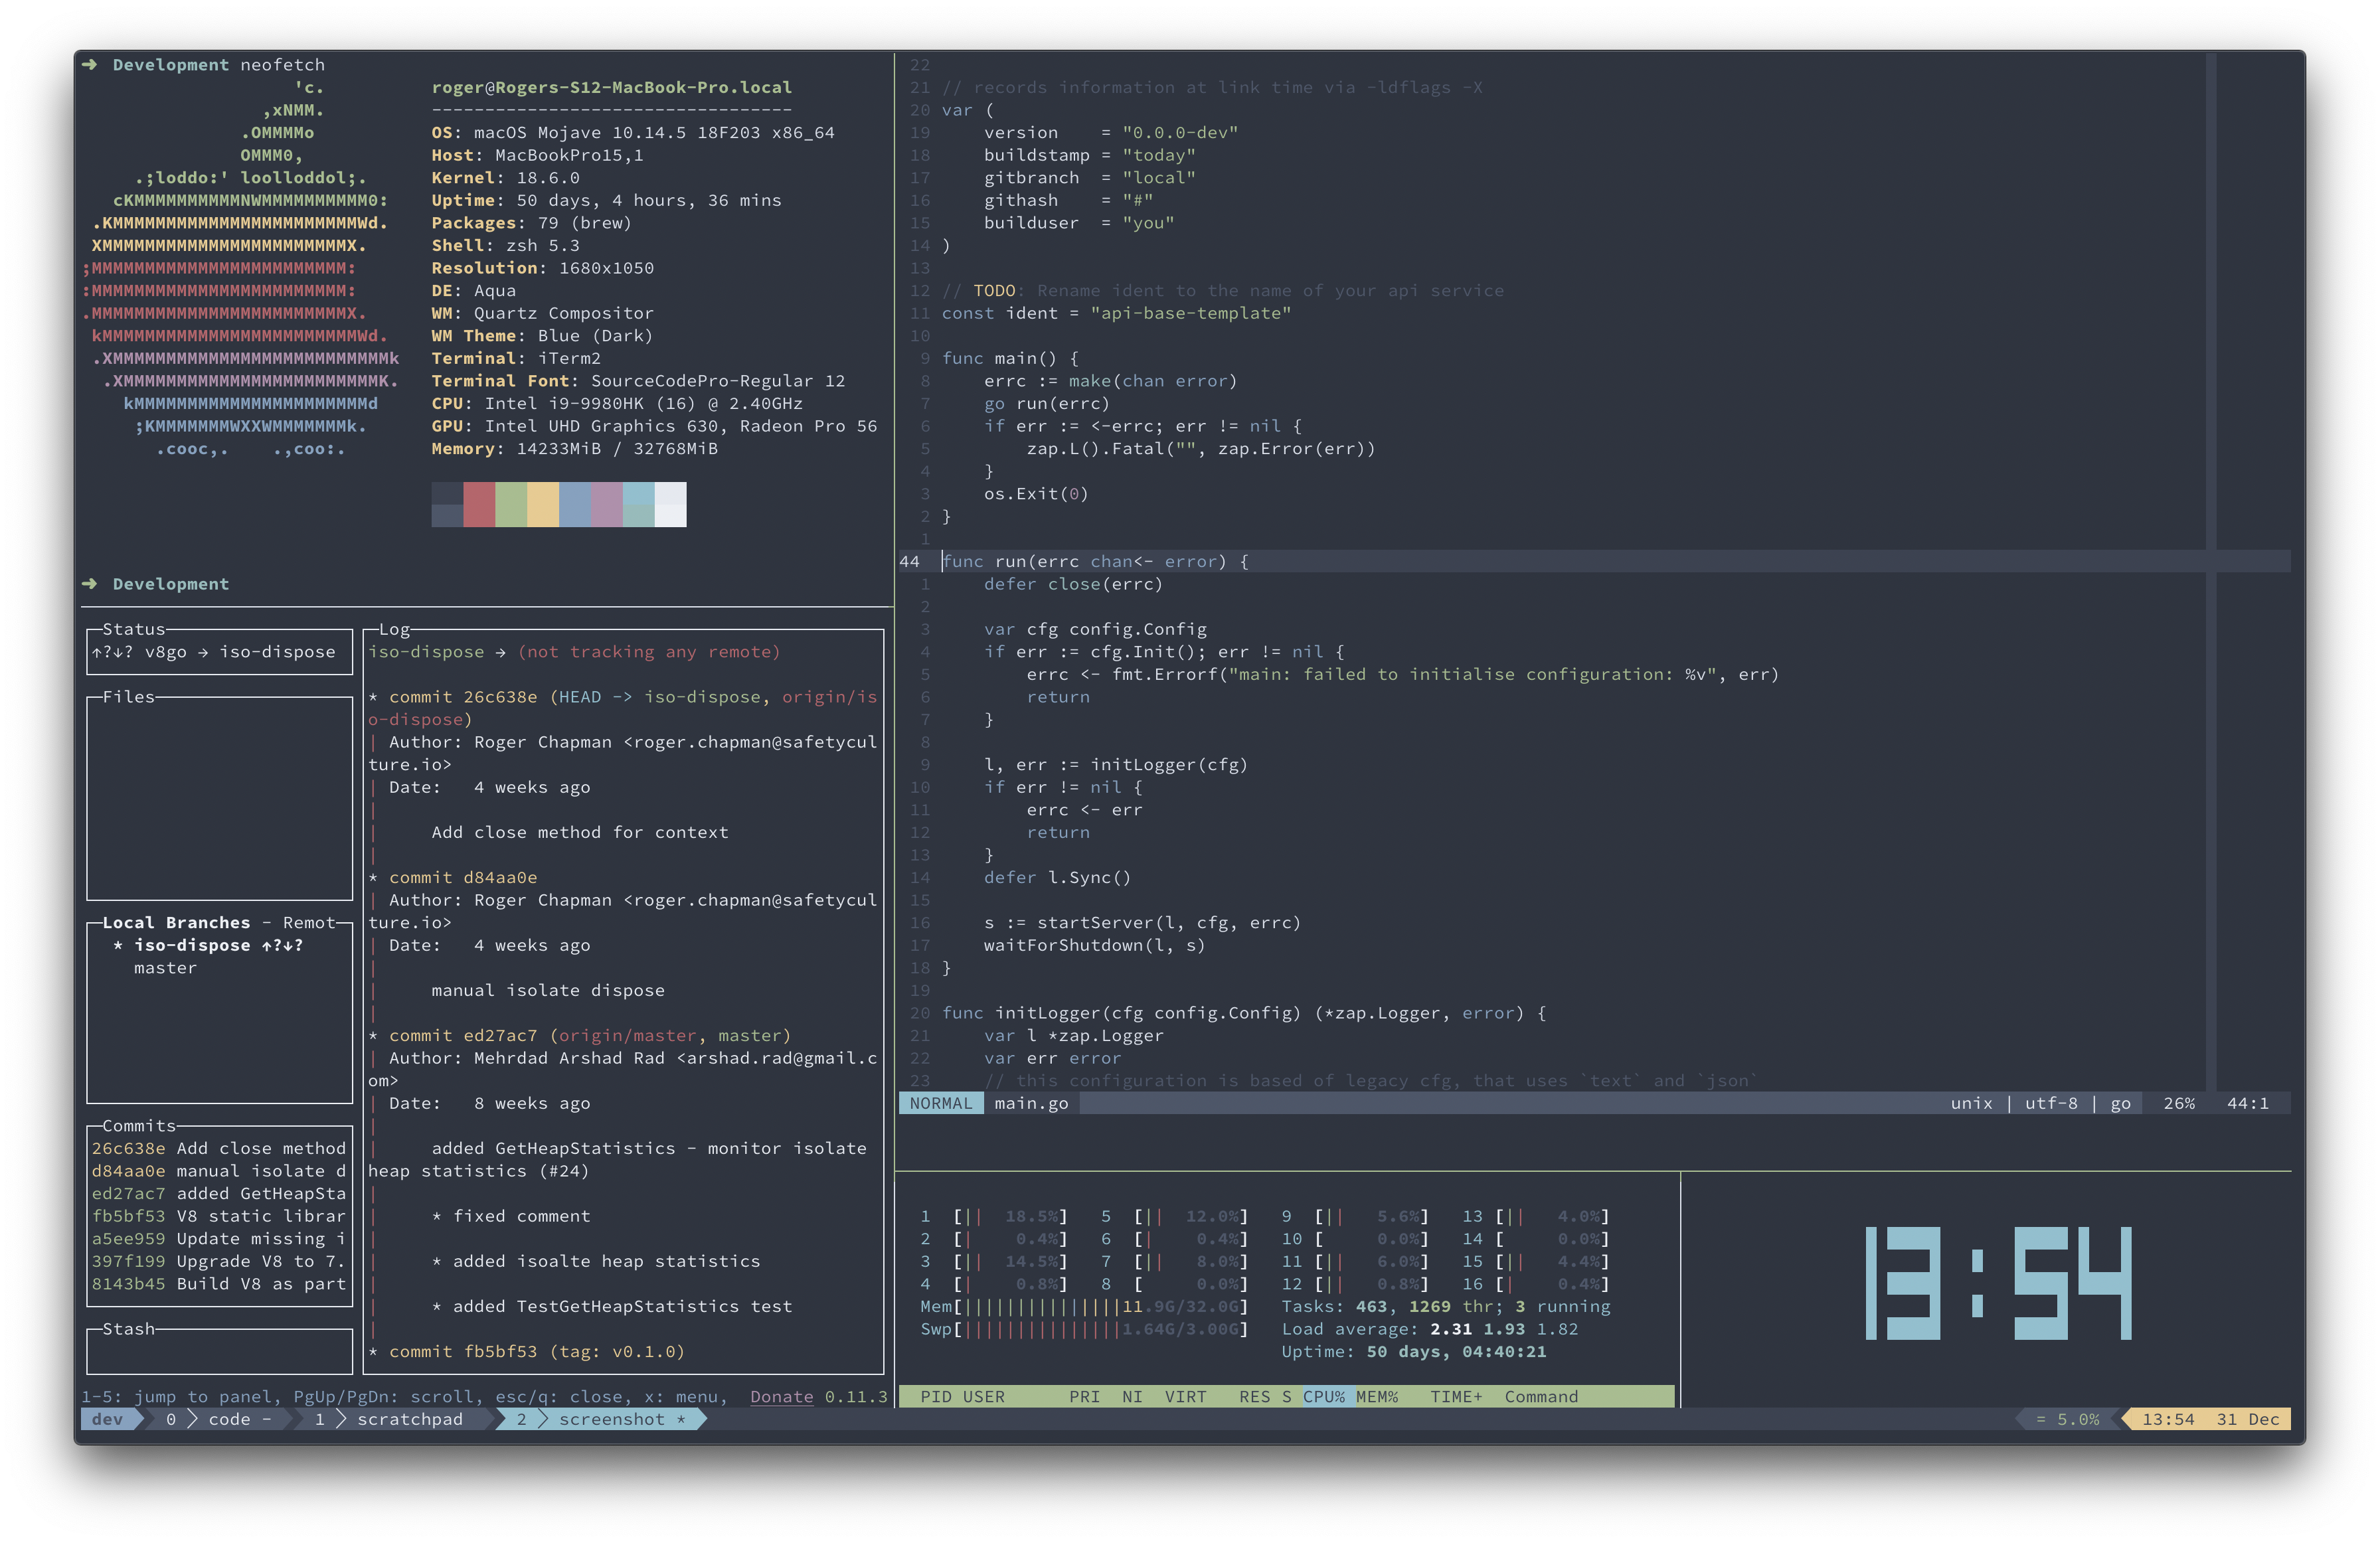 ➜ Development neofetch
'c.
,xNMM.
.OMMMMo
OMMM0,
.;loddo:' loolloddol;.
cKMMMMMMMMMMNWMMMMMMMMMM0:
.KMMMMMMMMMMMMMMMMMMMMMMMWd.
XMMMMMMMMMMMMMMMMMMMMMMMX.
;MMMMMMMMMMMMMMMMMMMMMMMM:
:MMMMMMMMMMMMMMMMMMMMMMMM:
.MMMMMMMMMMMMMMMMMMMMMMMMX.
kMMMMMMMMMMMMMMMMMMMMMMMMWd.
.XMMMMMMMMMMMMMMMMMMMMMMMMMMk
.XMMMMMMMMMMMMMMMMMMMMMMMMK.
kMMMMMMMMMMMMMMMMMMMMMMd
;KMMMMMMMWXXWMMMMMMMk.
.cooc,. .,coo:.
roger@Rogers-S12-MacBook-Pro.local
----------------------------------
OS: macOS Mojave 10.14.5 18F203 x86_64
Host: MacBookPro15,1
Kernel: 18.6.0
Uptime: 50 days, 4 hours, 36 mins
Packages: 79 (brew)
Shell: zsh 5.3
Resolution: 1680x1050
DE: Aqua
WM: Quartz Compositor
WM Theme: Blue (Dark)
Terminal: iTerm2
Terminal Font: SourceCodePro-Regular 12
CPU: Intel i9-9980HK (16) @ 2.40GHz
GPU: Intel UHD Graphics 630, Radeon Pro 56
Memory: 14233MiB / 32768MiB
➜ Development
Status
↑?↓? v8go → iso-dispose
Files
Local Branches - Remot
* iso-dispose ↑?↓?
master
Commits
26c638e Add close method
d84aa0e manual isolate d
ed27ac7 added GetHeapSta
fb5bf53 V8 static librar
a5ee959 Update missing i
397f199 Upgrade V8 to 7.
8143b45 Build V8 as part
Stash
Log
iso-dispose → (not tracking any remote)
* commit 26c638e (HEAD -> iso-dispose, origin/is
o-dispose)
| Author: Roger Chapman <roger.chapman@safetycul
ture.io>
| Date:   4 weeks ago
|
|     Add close method for context
|
* commit d84aa0e
| Author: Roger Chapman <roger.chapman@safetycul
ture.io>
| Date:   4 weeks ago
|
|     manual isolate dispose
|
* commit ed27ac7 (origin/master, master)
| Author: Mehrdad Arshad Rad <arshad.rad@gmail.c
om>
| Date:   8 weeks ago
|
|     added GetHeapStatistics - monitor isolate
heap statistics (#24)
|
|     * fixed comment
|
|     * added isoalte heap statistics
|
|     * added TestGetHeapStatistics test
|
* commit fb5bf53 (tag: v0.1.0)
1-5: jump to panel, PgUp/PgDn: scroll, esc/q: close, x: menu,  Donate 0.11.3
22
21 // records information at link time via -ldflags -X
20 var (
19     version    = "0.0.0-dev"
18     buildstamp = "today"
17     gitbranch  = "local"
16     githash    = "#"
15     builduser  = "you"
14 )
13
12 // TODO: Rename ident to the name of your api service
11 const ident = "api-base-template"
10
9 func main() {
8     errc := make(chan error)
7     go run(errc)
6     if err := <-errc; err != nil {
5         zap.L().Fatal("", zap.Error(err))
4     }
3     os.Exit(0)
2 }
1
44 func run(errc chan<- error) {
1     defer close(errc)
2
3     var cfg config.Config
4     if err := cfg.Init(); err != nil {
5         errc <- fmt.Errorf("main: failed to initialise configuration: %v", err)
6         return
7     }
8
9     l, err := initLogger(cfg)
10     if err != nil {
11         errc <- err
12         return
13     }
14     defer l.Sync()
15
16     s := startServer(l, cfg, errc)
17     waitForShutdown(l, s)
18 }
19
20 func initLogger(cfg config.Config) (*zap.Logger, error) {
21     var l *zap.Logger
22     var err error
23     // this configuration is based of legacy cfg, that uses `text` and `json`
NORMAL main.go unix | utf-8 | go 26% 44:1
1 [|| 18.5%] 5 [|| 12.0%] 9 [|| 5.6%] 13 [|| 4.0%]
2 [| 0.4%] 6 [| 0.4%] 10 [ 0.0%] 14 [ 0.0%]
3 [|| 14.5%] 7 [|| 8.0%] 11 [|| 6.0%] 15 [|| 4.4%]
4 [| 0.8%] 8 [ 0.0%] 12 [|| 0.8%] 16 [| 0.4%]
Mem[|||||||||||||||11.9G/32.0G] Tasks: 463, 1269 thr; 3 running
Swp[|||||||||||||||1.64G/3.00G] Load average: 2.31 1.93 1.82
Uptime: 50 days, 04:40:21
PID USER PRI NI VIRT RES S CPU% MEM% TIME+ Command
13:54
dev 0 code - 1 scratchpad 2 screenshot * = 5.0% 13:54 31 Dec